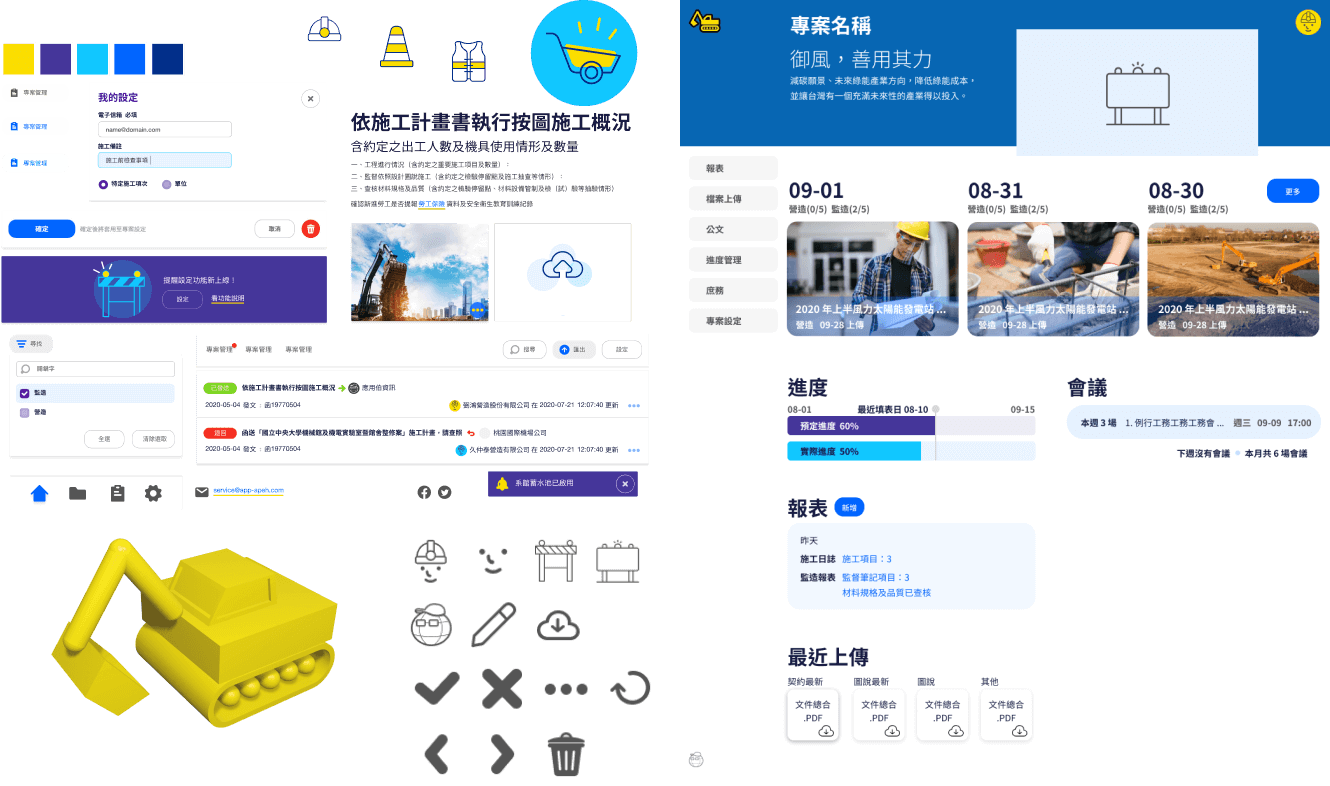 專案管理
專案管理
專案管理
我的設定
電子信箱 必填
name@domain.com
施工備註
施工前檢查事項
特定施工項次
單位
確定
確定後將套用至專案設定
取消
提醒設定功能新上線！
設定
看功能說明
依施工計畫書執行按圖施工概況
含約定之出工人數及機具使用情形及數量
一、工程進行情況（含約定之重要施工項目及數量）：
二、監督依照設計圖說施工（含約定之檢驗停留點及施工抽查等情形）：
三、查核材料規格及品質（含約定之檢驗停留點、材料設備管制及檢（試）驗等抽驗情形）
確認新進勞工是否提報 勞工保險 資料及安全衛生教育訓練記錄
尋找
關鍵字
監造
營造
全選
清除選取
專案管理
專案管理
專案管理
搜尋
匯出
設定
依施工計畫書執行按圖施工概況
應用倍資訊
2020-05-04 發文：函19770504
張鴻營造股份有限公司 在 2020-07-21 12:07:40 更新
退回
函送「國立中央大學機械館及機電實驗室暨館舍整修案」施工計畫，請查照
桃園國際機場公司
2020-05-04 發文：函19770504
久仲泰營造有限公司 在 2020-07-21 12:07:40 更新
service@app-apeh.com
系館蓄水池已啟用
專案名稱
御風，善用其力
減碳願景、未來綠能產業方向，降低綠能成本，
並讓台灣有一個充滿未來性的產業得以投入。
報表
檔案上傳
公文
進度管理
庶務
專案設定
09-01
營造(0/5) 監造(2/5)
08-31
營造(0/5) 監造(2/5)
08-30
營造(0/5) 監造(2/5)
更多
2020 年上半風力太陽能發電站 ...
營造 09-28 上傳
2020 年上半風力太陽能發電站 ...
營造 09-28 上傳
2020 年上半風力太陽能發電站 ...
營造 09-28 上傳
進度
08-01
最近填表日 08-10
09-15
預定進度 60%
實際進度 50%
會議
本週 3 場
1. 例行工務工務工務會 ...
週三 09-09 17:00
下週沒有會議
本月共 6 場會議
報表
新增
昨天
施工日誌 施工項目：3
監造報表 監督筆記項目：3
材料規格及品質已查核
最近上傳
契約最新
圖說最新
圖說
其他
文件總合
.PDF
文件總合
.PDF
文件總合
.PDF
文件總合
.PDF